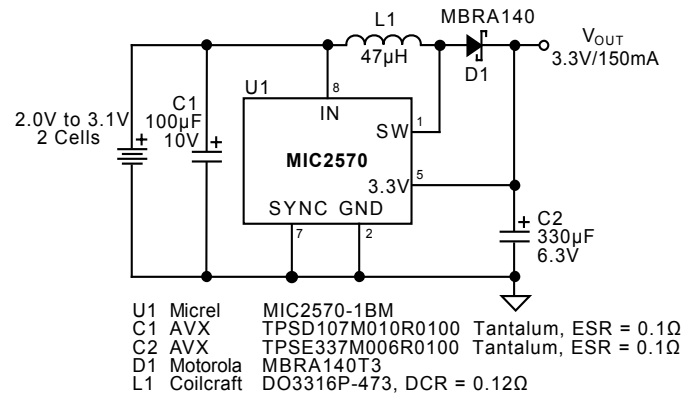 MBRA140
L1
47µH
D1
VOUT
3.3V/150mA
U1
8
IN
2.0V to 3.1V
2 Cells
+
C1
100µF
10V
+
SW
1
MIC2570
3.3V
5
SYNC GND
7
2
+
C2
330µF
6.3V
U1 Micrel MIC2570-1BM
C1 AVX TPSD107M010R0100 Tantalum, ESR = 0.1Ω
C2 AVX TPSE337M006R0100 Tantalum, ESR = 0.1Ω
D1 Motorola MBRA140T3
L1 Coilcraft DO3316P-473, DCR = 0.12Ω